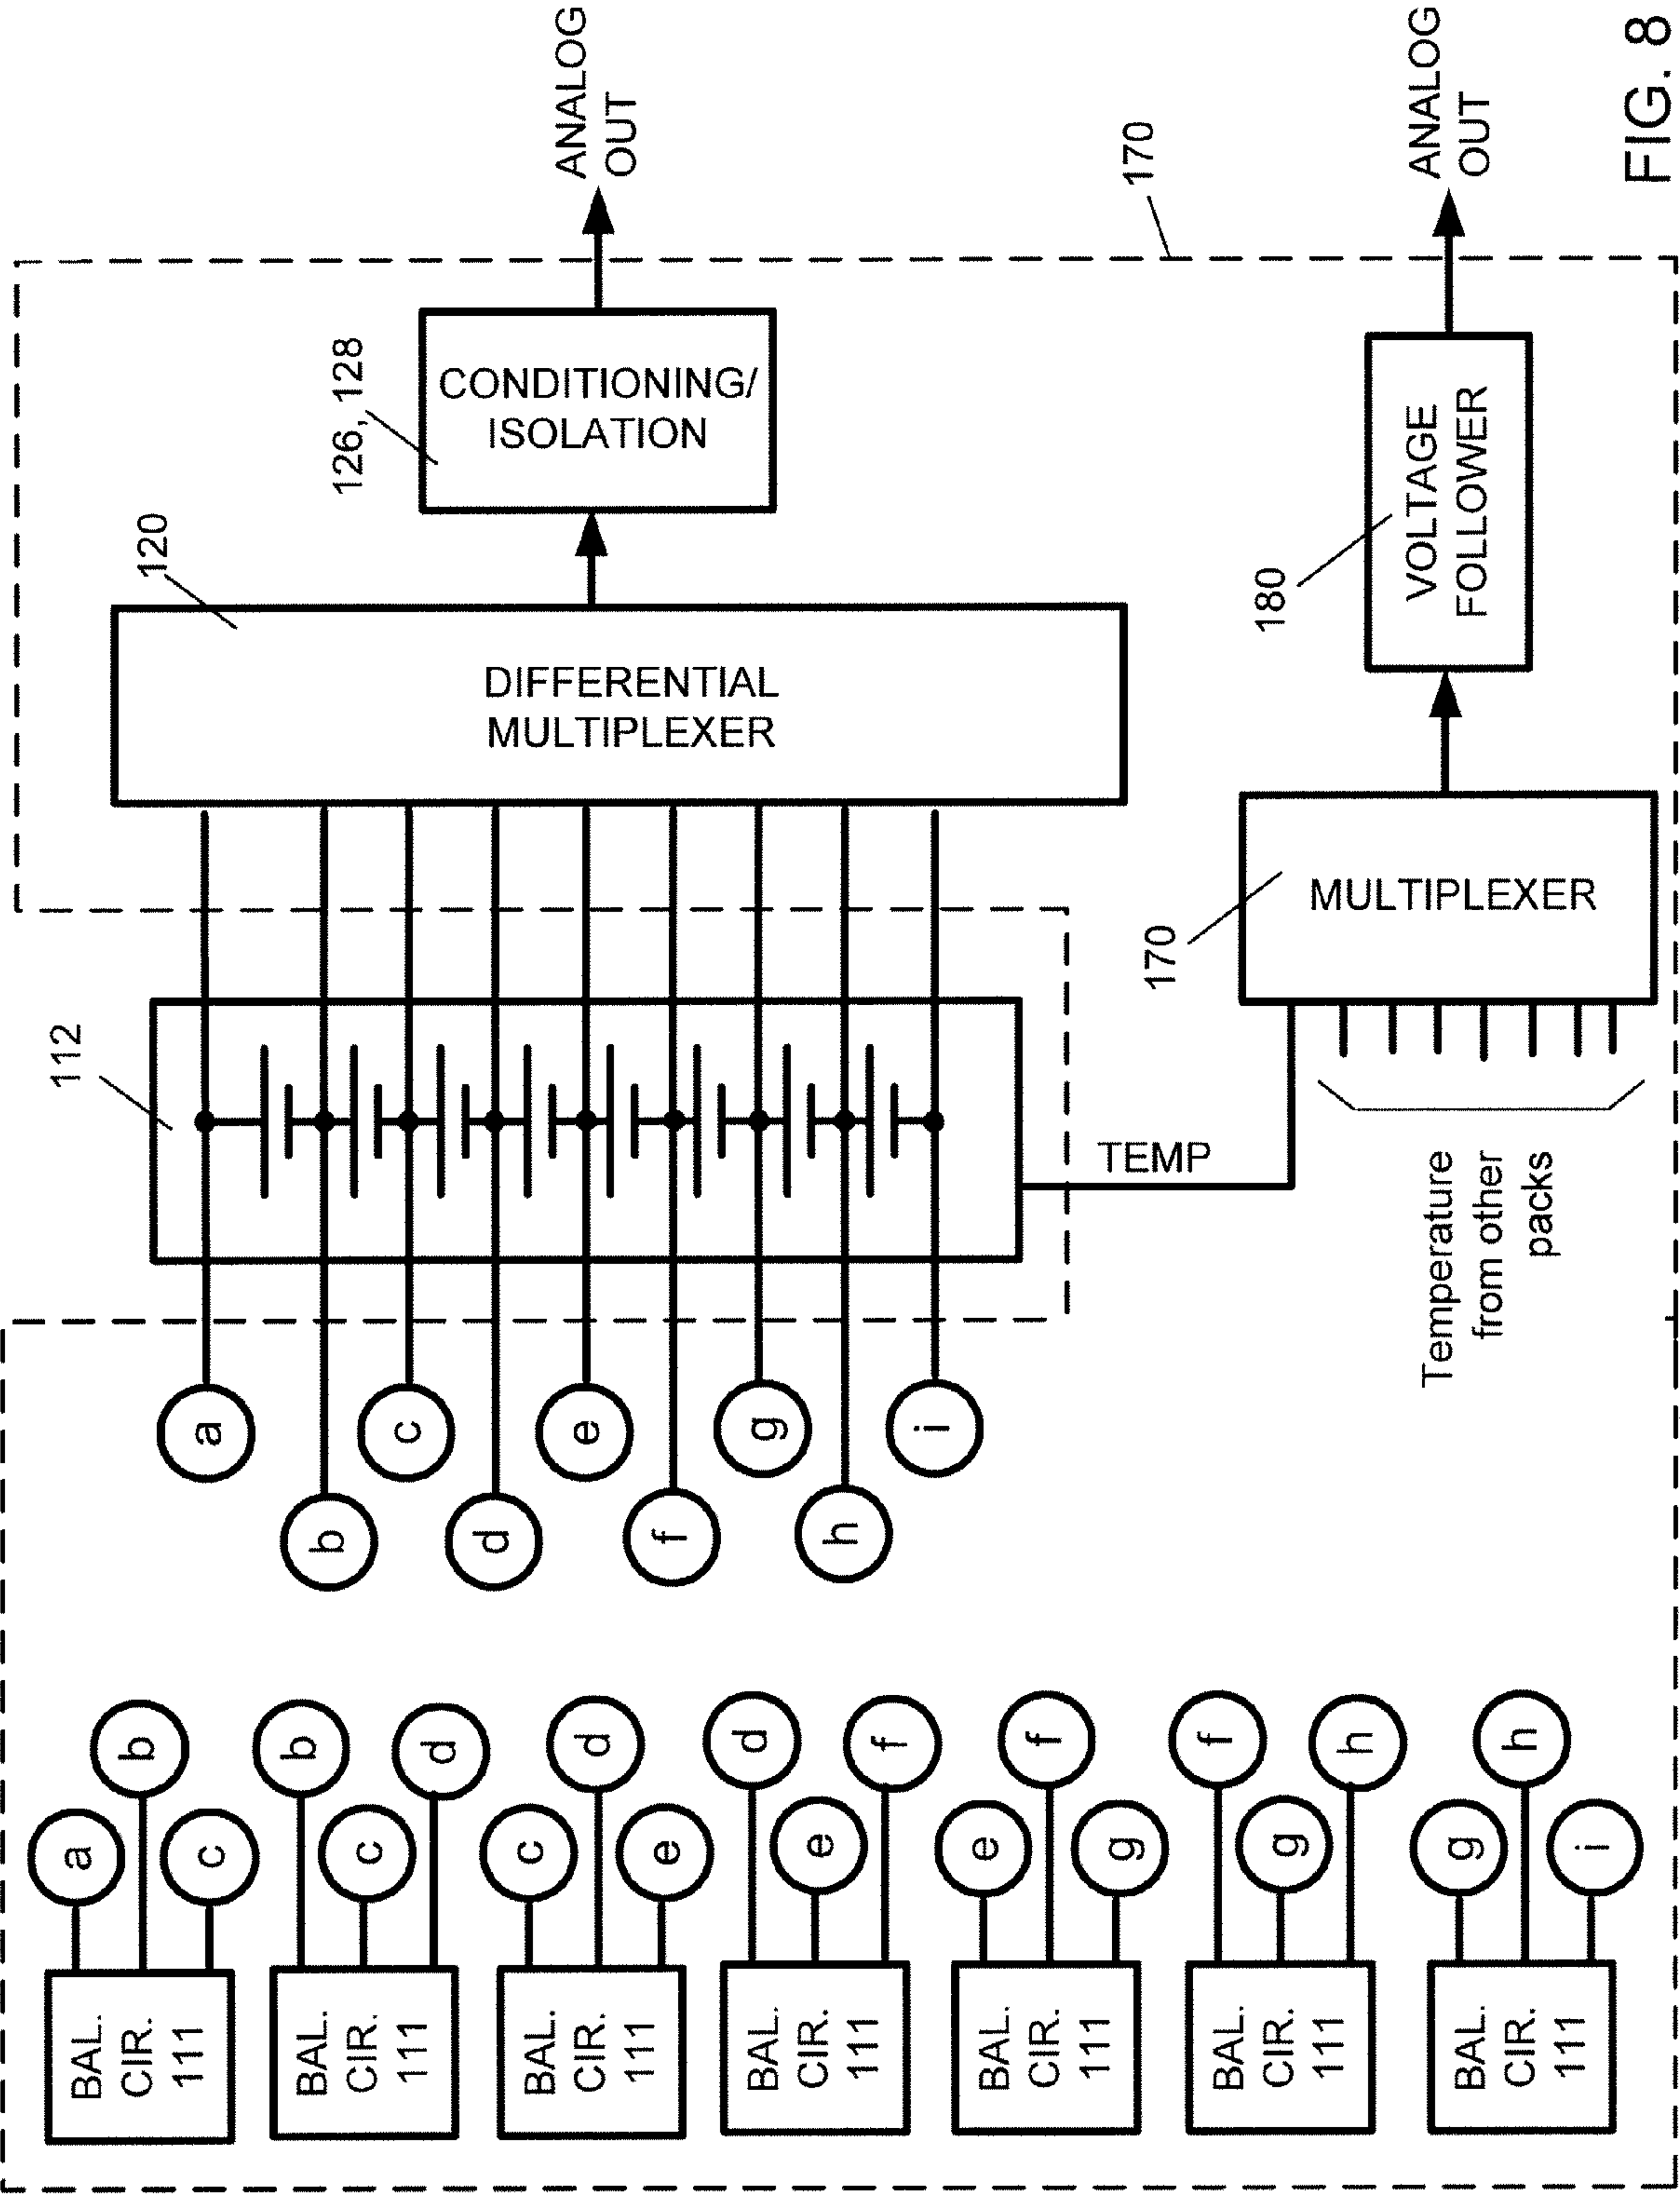 BAL.
CIR.
111
a
b
c
BAL.
CIR.
111
b
c
d
BAL.
CIR.
111
c
d
e
BAL.
CIR.
111
d
e
f
BAL.
CIR.
111
e
f
g
BAL.
CIR.
111
f
g
h
BAL.
CIR.
111
g
h
i
a
b
c
d
e
f
g
h
i
112
TEMP
Temperature
from other
packs
120
DIFFERENTIAL
MULTIPLEXER
126, 128
CONDITIONING/
ISOLATION
ANALOG
OUT
170
MULTIPLEXER
180
VOLTAGE
FOLLOWER
170
ANALOG
OUT
FIG. 8